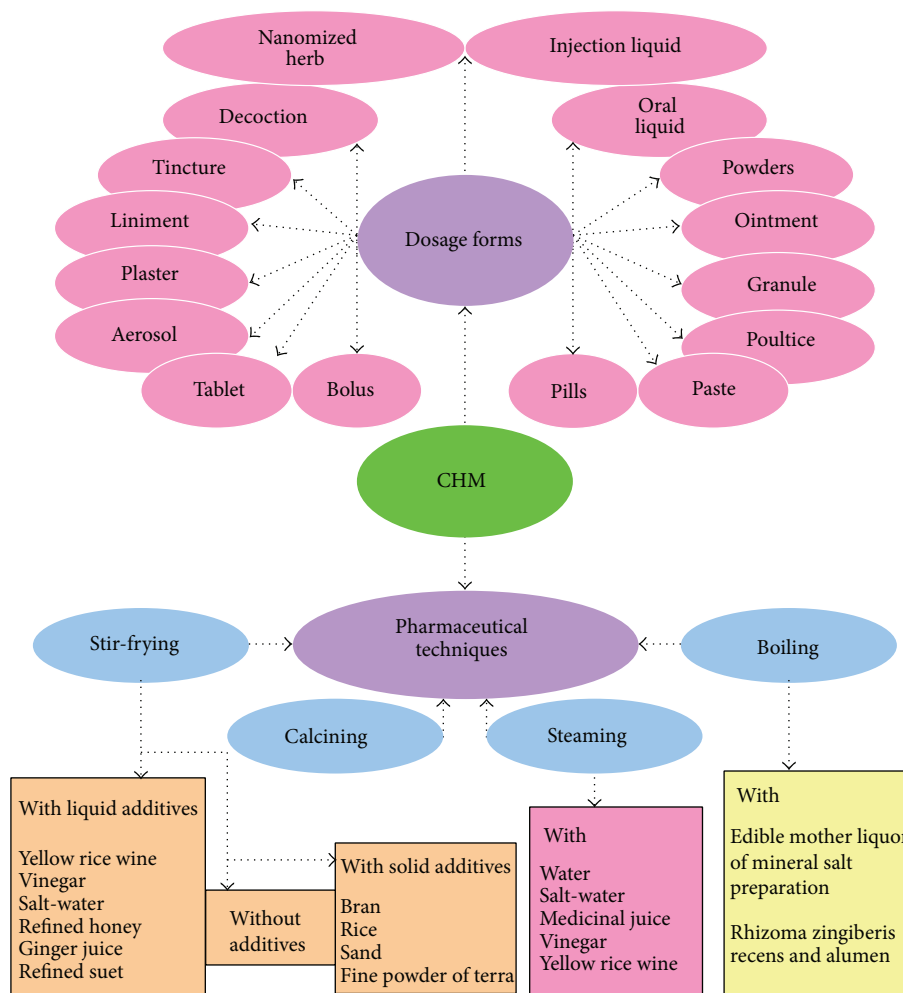 Nanomized
herb
Injection liquid
Decoction
Oral
liquid
Tincture
Powders
Liniment
Ointment
Dosage forms
Plaster
Granule
Aerosol
Poultice
Tablet
Bolus
Pills
Paste
CHM
Pharmaceutical
techniques
Stir-frying
Boiling
Calcining
Steaming
With liquid additives
Yellow rice wine
Vinegar
Salt-water
Refined honey
Ginger juice
Refined suet
Without
additives
With solid additives
Bran
Rice
Sand
Fine powder of terra
With
Water
Salt-water
Medicinal juice
Vinegar
Yellow rice wine
With
Edible mother liquor
of mineral salt
preparation
Rhizoma zingiberis
recens and alumen